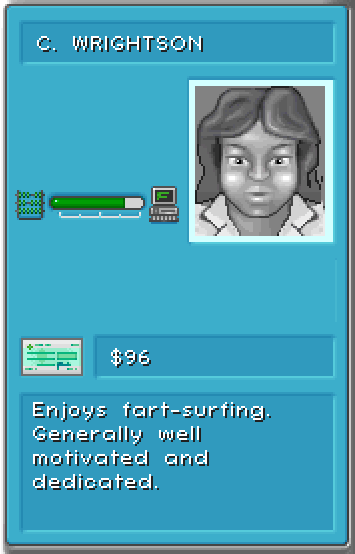 C. WRIGHTSON
$96
Enjoys fart-surfing.
Generally well
motivated and
dedicated.